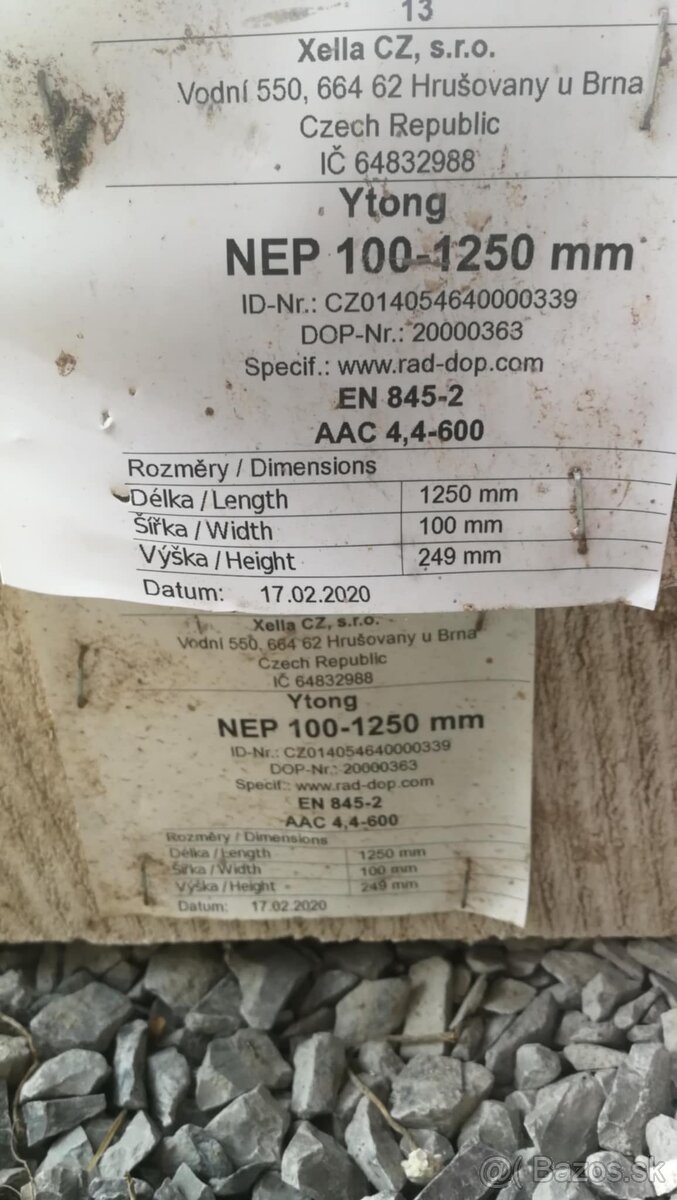 13
Xella CZ, s.r.o.
Vodní 550, 664 62 Hrušovany u Brna
Czech Republic
IČ 64832988
Ytong
NEP 100-1250 mm
ID-Nr.: CZ014054640000339
DOP-Nr.: 20000363
Specif.: www.rad-dop.com
EN 845-2
AAC 4,4-600
Rozměry / Dimensions
Délka / Length 1250 mm
Šířka / Width 100 mm
Výška / Height 249 mm
Datum: 17.02.2020
Xella CZ, s.r.o.
Vodní 550, 664 62 Hrušovany u Brna
Czech Republic
IČ 64832988
Ytong
NEP 100-1250 mm
ID-Nr.: CZ014054640000339
DOP-Nr.: 20000363
Specif.: www.rad-dop.com
EN 845-2
AAC 4,4-600
Rozměry / Dimensions
Délka / Length 1250 mm
Šířka / Width 100 mm
Výška / Height 249 mm
Datum: 17.02.2020
Bazos.sk